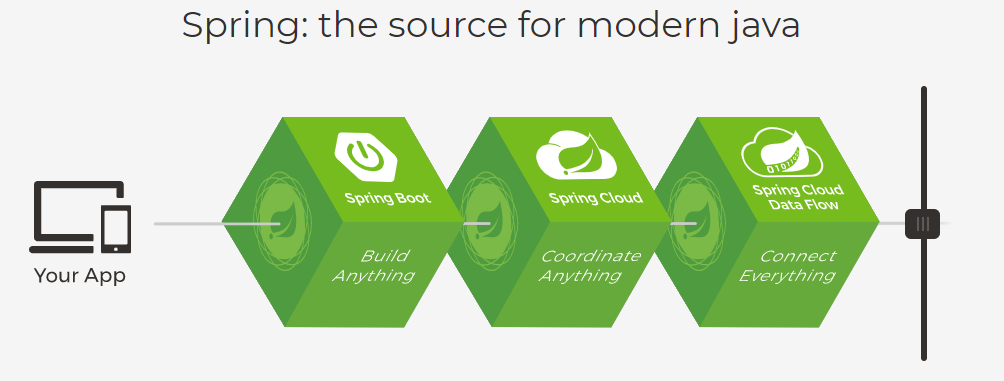 Spring: the source for modern java
Spring Boot
Spring Cloud
Spring Cloud
Data Flow
Your App
Build
Anything
Coordinate
Anything
Connect
Everything